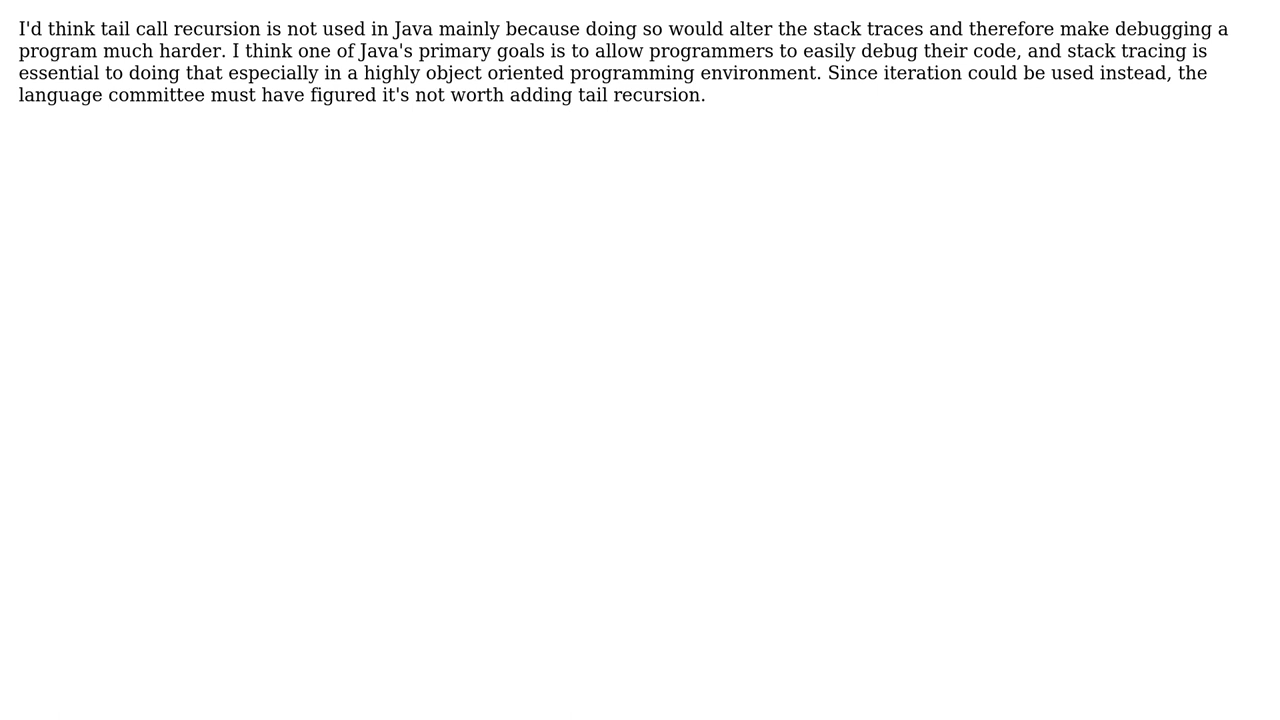 I'd think tail call recursion is not used in Java mainly because doing so would alter the stack traces and therefore make debugging a
program much harder. I think one of Java's primary goals is to allow programmers to easily debug their code, and stack tracing is
essential to doing that especially in a highly object oriented programming environment. Since iteration could be used instead, the
language committee must have figured it's not worth adding tail recursion.